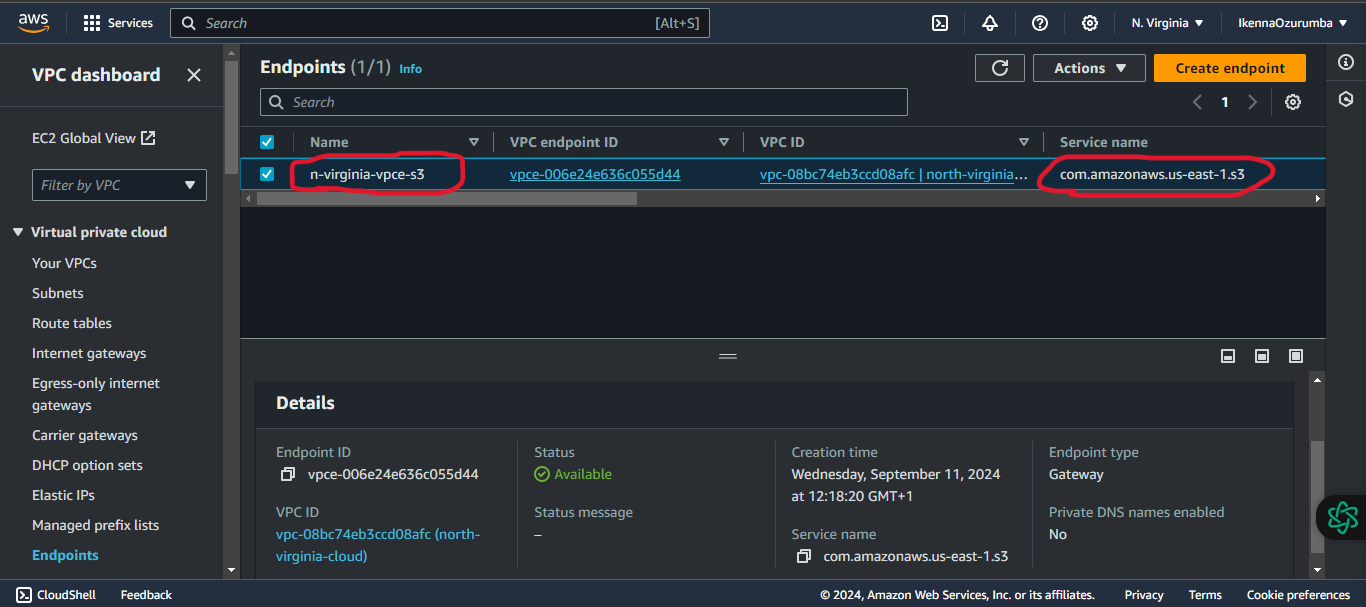 aws
Services
Search
[Alt+S]
N. Virginia
IkennaOzurumba
VPC dashboard
EC2 Global View
Filter by VPC
Virtual private cloud
Your VPCs
Subnets
Route tables
Internet gateways
Egress-only internet
gateways
Carrier gateways
DHCP option sets
Elastic IPs
Managed prefix lists
Endpoints
Endpoints (1/1) Info
Actions
Create endpoint
Search
1
Name
VPC endpoint ID
VPC ID
Service name
n-virginia-vpce-s3
vpce-006e24e636c055d44
vpc-08bc74eb3ccd08afc | north-virginia...
com.amazonaws.us-east-1.s3
Details
Endpoint ID
vpce-006e24e636c055d44
VPC ID
vpc-08bc74eb3ccd08afc (north-
virginia-cloud)
Status
Available
Status message
–
Creation time
Wednesday, September 11, 2024
at 12:18:20 GMT+1
Service name
com.amazonaws.us-east-1.s3
Endpoint type
Gateway
Private DNS names enabled
No
CloudShell
Feedback
© 2024, Amazon Web Services, Inc. or its affiliates.
Privacy
Terms
Cookie preferences